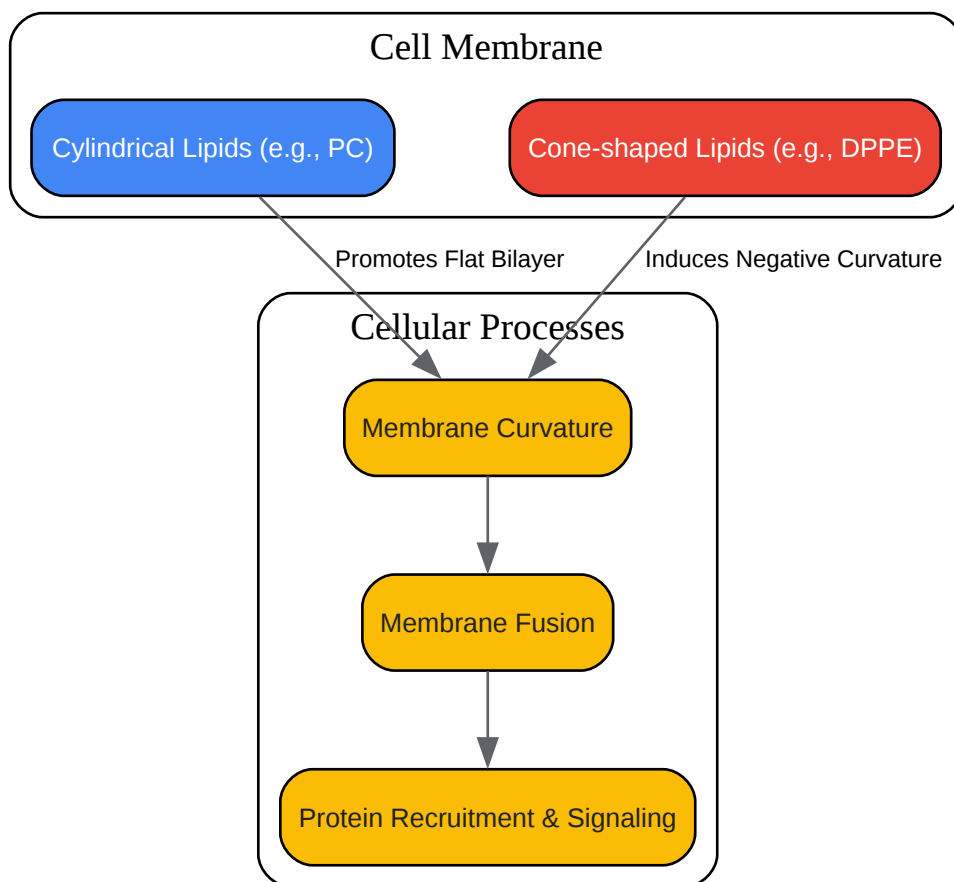 Cell Membrane
Cylindrical Lipids (e.g., PC)
Cone-shaped Lipids (e.g., DPPE)
Promotes Flat Bilayer
Induces Negative Curvature
Cellular Processes
Membrane Curvature
Membrane Fusion
Protein Recruitment & Signaling